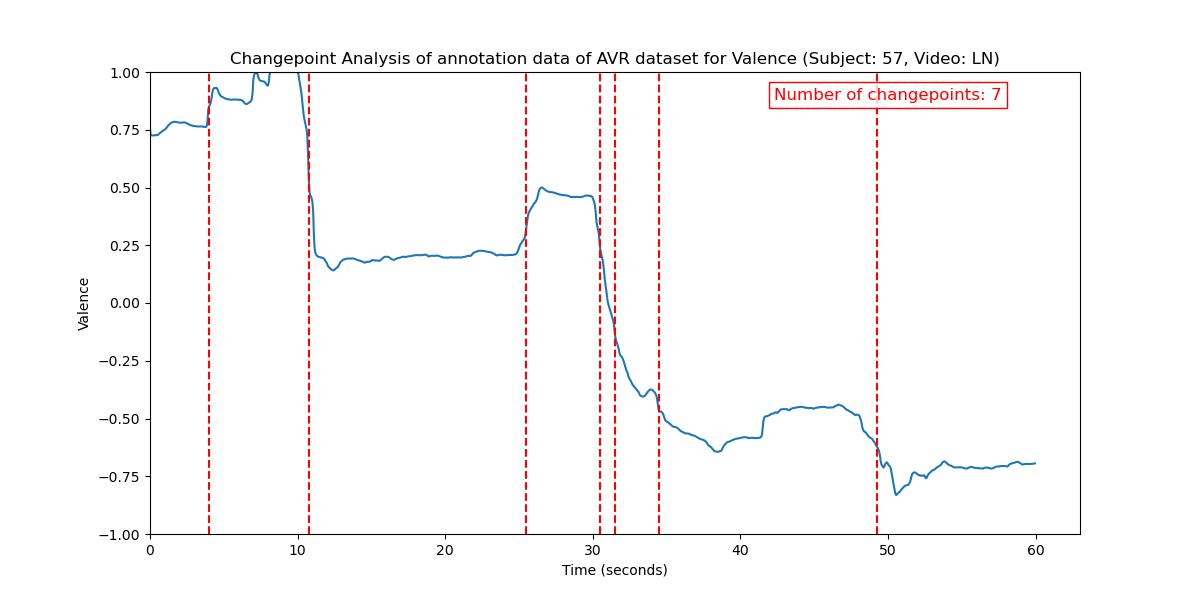 Changepoint Analysis of annotation data of AVR dataset for Valence (Subject: 57, Video: LN)
Number of changepoints: 7
Valence
1.00
0.75
0.50
0.25
0.00
−0.25
−0.50
−0.75
−1.00
0 10 20 30 40 50 60
Time (seconds)